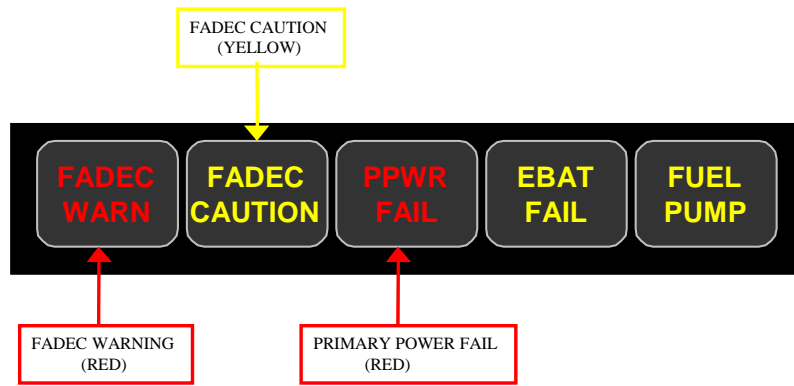 FADEC CAUTION
(YELLOW)
FADEC
WARN
FADEC
CAUTION
PPWR
FAIL
EBAT
FAIL
FUEL
PUMP
FADEC WARNING
(RED)
PRIMARY POWER FAIL
(RED)